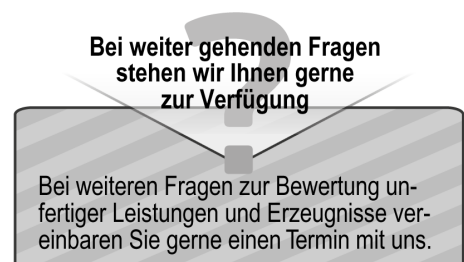 Bei weiter gehenden Fragen
stehen wir Ihnen gerne
zur Verfügung
Bei weiteren Fragen zur Bewertung un-
fertiger Leistungen und Erzeugnisse ver-
einbaren Sie gerne einen Termin mit uns.